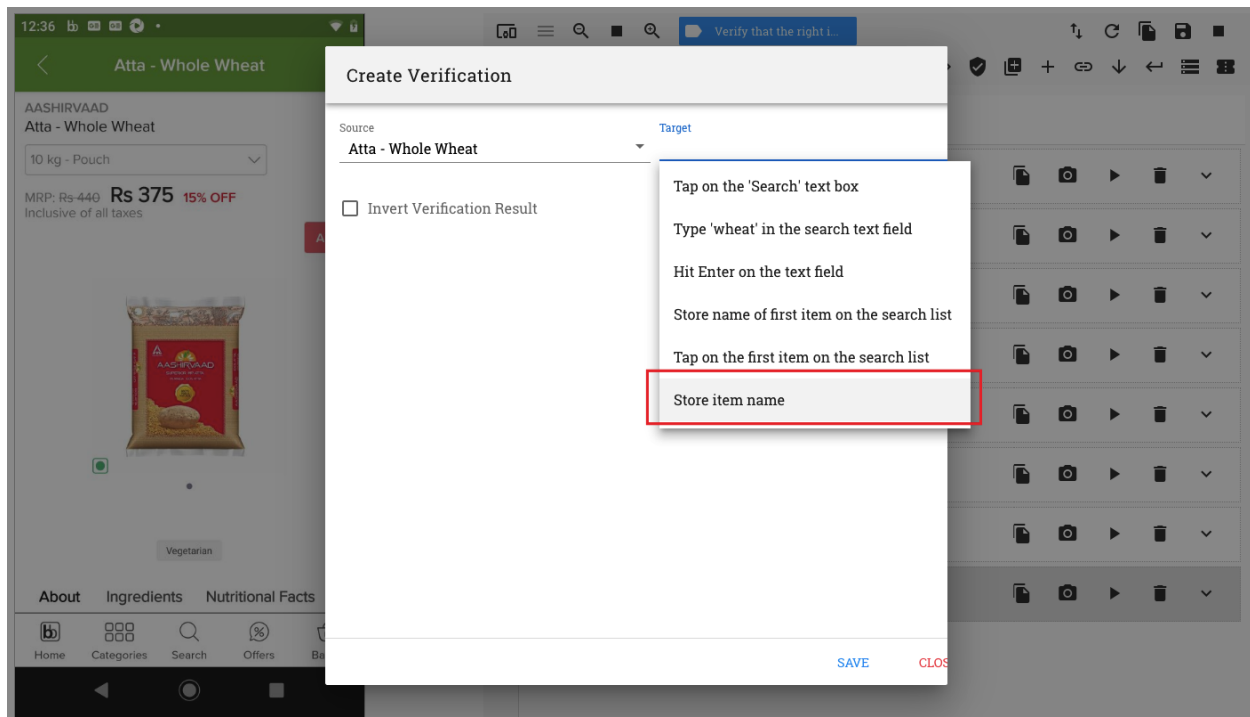 12:36
Verify that the right i...
Atta - Whole Wheat
Create Verification
AASHIRVAAD
Atta - Whole Wheat
10 kg - Pouch
MRP: Rs 440 Rs 375 15% OFF
Inclusive of all taxes
A
Source
Atta - Whole Wheat
Target
Invert Verification Result
Tap on the 'Search' text box
Type 'wheat' in the search text field
Hit Enter on the text field
Store name of first item on the search list
Tap on the first item on the search list
Store item name
AASHIRVAAD
Vegetarian
About Ingredients Nutritional Facts
bb
Home Categories Search Offers Ba
SAVE CLOS